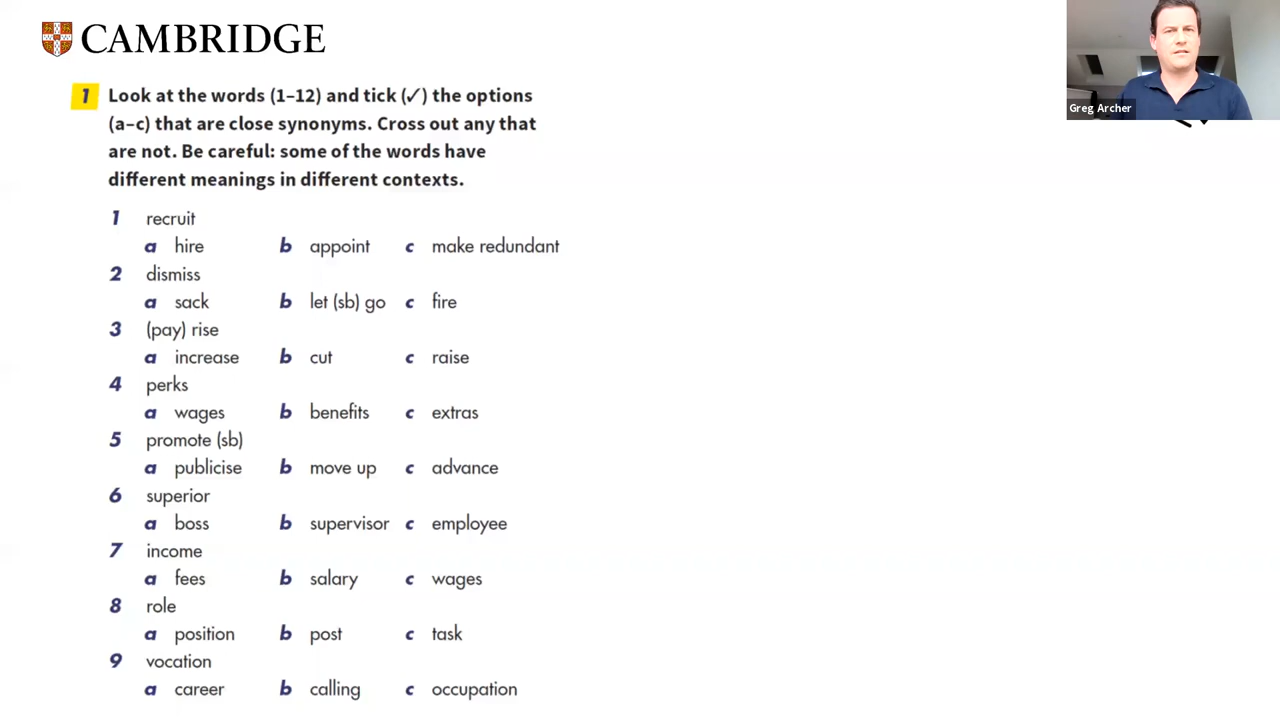 CAMBRIDGE
Greg Archer
1 Look at the words (1–12) and tick (✓) the options
(a–c) that are close synonyms. Cross out any that
are not. Be careful: some of the words have
different meanings in different contexts.
1 recruit
a hire b appoint c make redundant
2 dismiss
a sack b let (sb) go c fire
3 (pay) rise
a increase b cut c raise
4 perks
a wages b benefits c extras
5 promote (sb)
a publicise b move up c advance
6 superior
a boss b supervisor c employee
7 income
a fees b salary c wages
8 role
a position b post c task
9 vocation
a career b calling c occupation